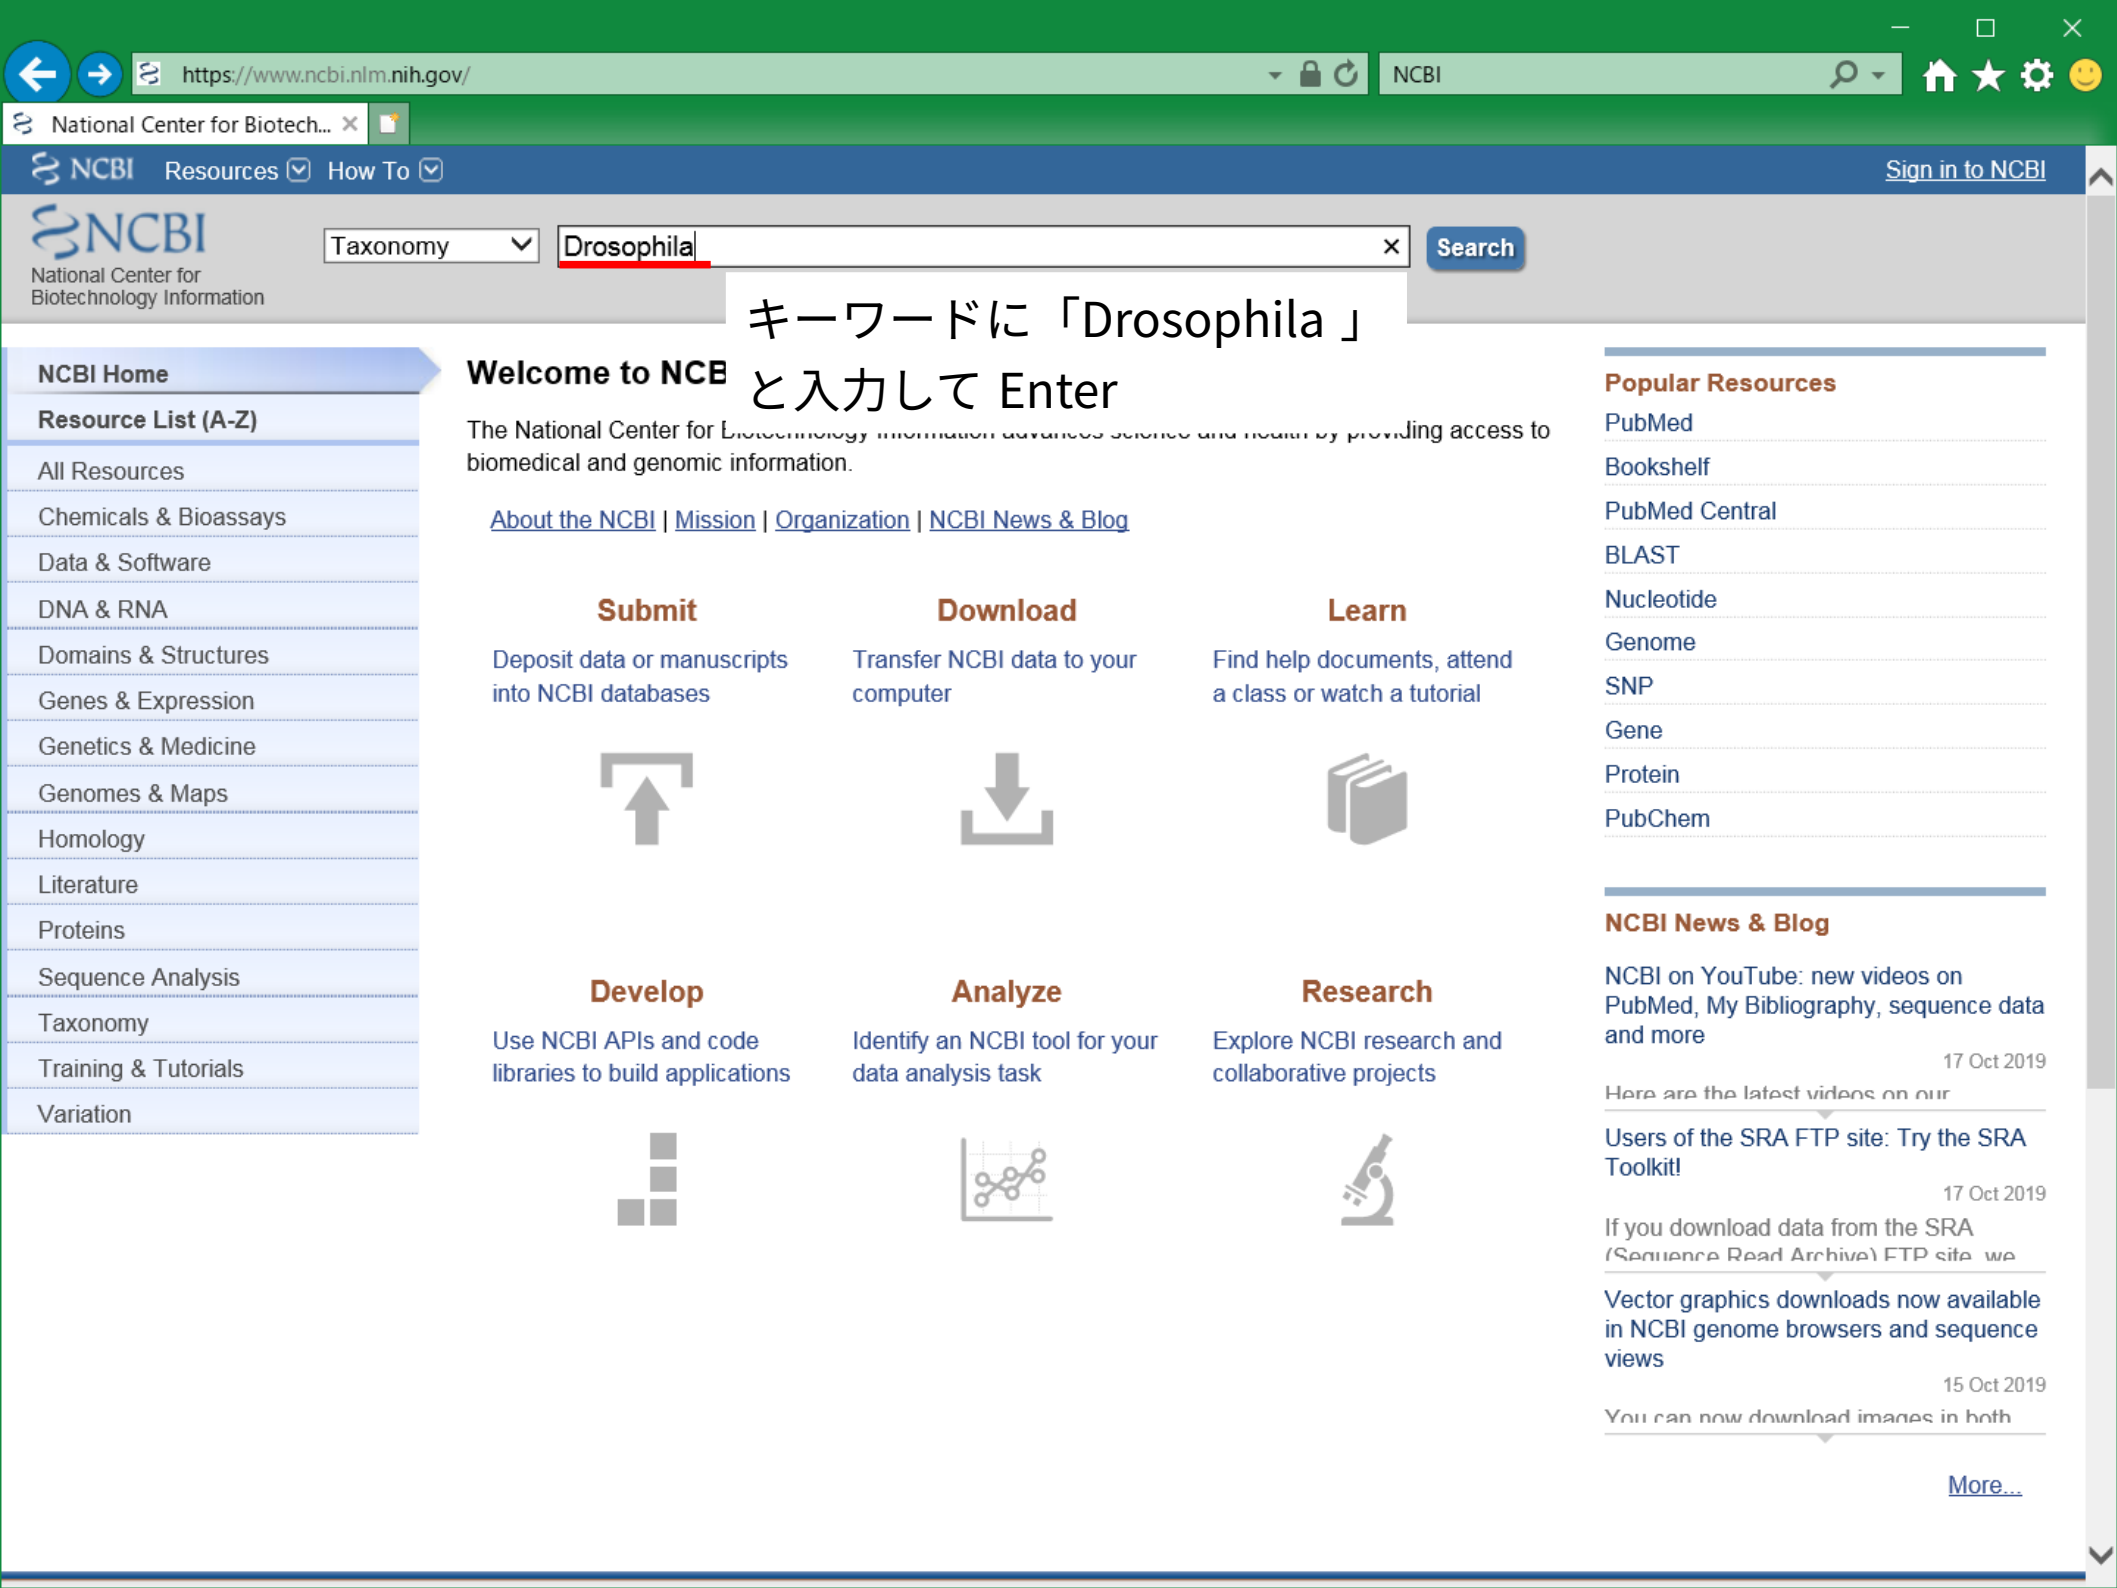 https://www.ncbi.nlm.nih.gov/
NCBI
National Center for Biotech...
NCBI Resources How To
Sign in to NCBI
NCBI
National Center for
Biotechnology Information
Taxonomy
Drosophila
Search
キーワードに「Drosophila 」
と入力して Enter
NCBI Home
Resource List (A-Z)
All Resources
Chemicals & Bioassays
Data & Software
DNA & RNA
Domains & Structures
Genes & Expression
Genetics & Medicine
Genomes & Maps
Homology
Literature
Proteins
Sequence Analysis
Taxonomy
Training & Tutorials
Variation
Welcome to NCB
The National Center for Biotechnology Information advances science and health by providing access to
biomedical and genomic information.
About the NCBI | Mission | Organization | NCBI News & Blog
Submit
Deposit data or manuscripts
into NCBI databases
Download
Transfer NCBI data to your
computer
Learn
Find help documents, attend
a class or watch a tutorial
Develop
Use NCBI APIs and code
libraries to build applications
Analyze
Identify an NCBI tool for your
data analysis task
Research
Explore NCBI research and
collaborative projects
Popular Resources
PubMed
Bookshelf
PubMed Central
BLAST
Nucleotide
Genome
SNP
Gene
Protein
PubChem
NCBI News & Blog
NCBI on YouTube: new videos on
PubMed, My Bibliography, sequence data
and more
17 Oct 2019
Here are the latest videos on our
Users of the SRA FTP site: Try the SRA
Toolkit!
17 Oct 2019
If you download data from the SRA
(Sequence Read Archive) FTP site, we
Vector graphics downloads now available
in NCBI genome browsers and sequence
views
15 Oct 2019
You can now download images in both
More...